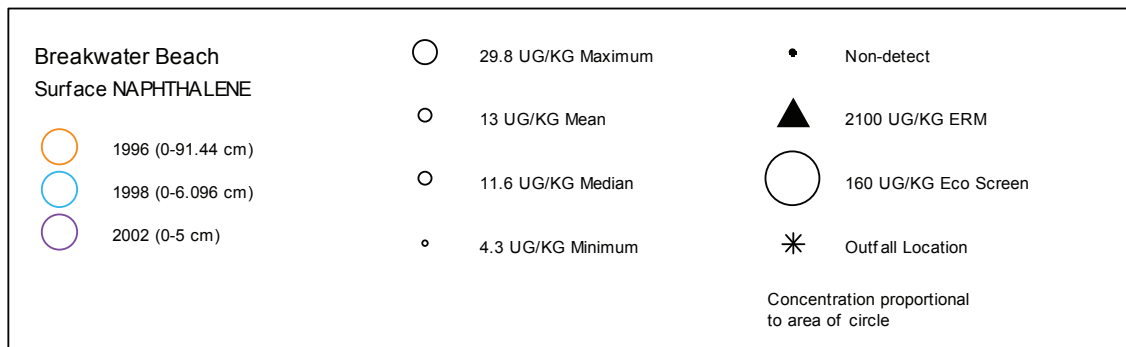 Breakwater Beach
Surface NAPHTHALENE
1996 (0-91.44 cm)
1998 (0-6.096 cm)
2002 (0-5 cm)
29.8 UG/KG Maximum
13 UG/KG Mean
11.6 UG/KG Median
4.3 UG/KG Minimum
Non-detect
2100 UG/KG ERM
160 UG/KG Eco Screen
Outfall Location
Concentration proportional
to area of circle